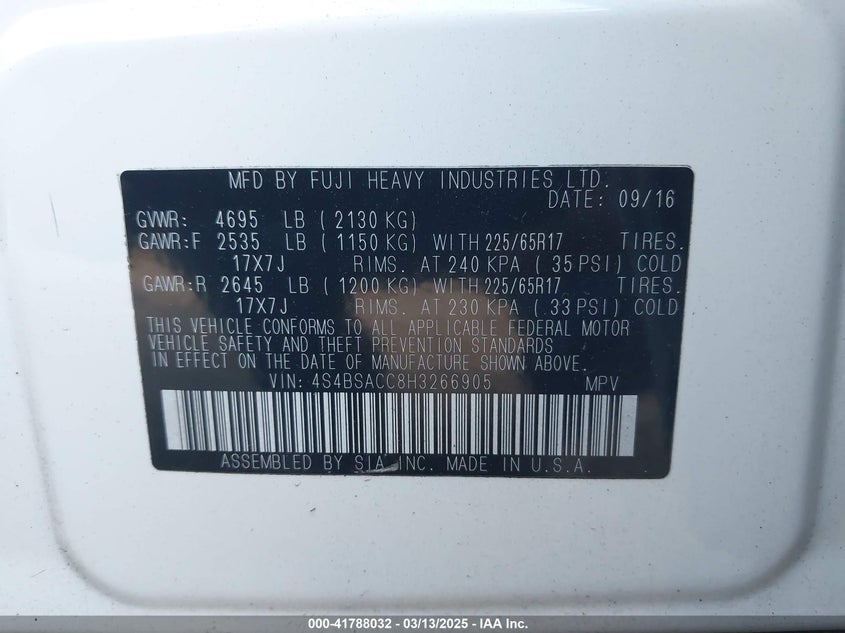 MFD BY FUJI HEAVY INDUSTRIES LTD.
DATE: 09/16
GVWR: 4695 LB ( 2130 KG)
GAWR:F 2535 LB ( 1150 KG) WITH 225/65R17 TIRES.
17X7J RIMS. AT 240 KPA ( 35 PSI) COLD
GAWR:R 2645 LB ( 1200 KG) WITH 225/65R17 TIRES.
17X7J RIMS. AT 230 KPA ( 33 PSI) COLD
THIS VEHICLE CONFORMS TO ALL APPLICABLE FEDERAL MOTOR
VEHICLE SAFETY AND THEFT PREVENTION STANDARDS
IN EFFECT ON THE DATE OF MANUFACTURE SHOWN ABOVE.
VIN: 4S4BSACC8H3266905 MPV
ASSEMBLED BY SIA, INC. MADE IN U.S.A.
000-41788032 - 03/13/2025 - IAA Inc.